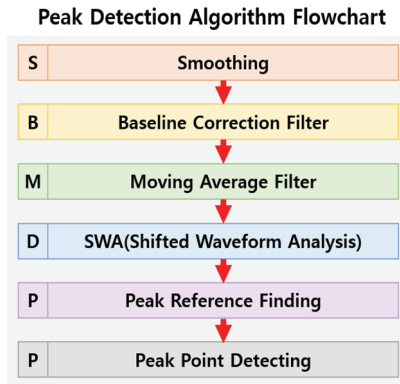 Peak Detection Algorithm Flowchart
S Smoothing
B Baseline Correction Filter
M Moving Average Filter
D SWA(Shifted Waveform Analysis)
P Peak Reference Finding
P Peak Point Detecting